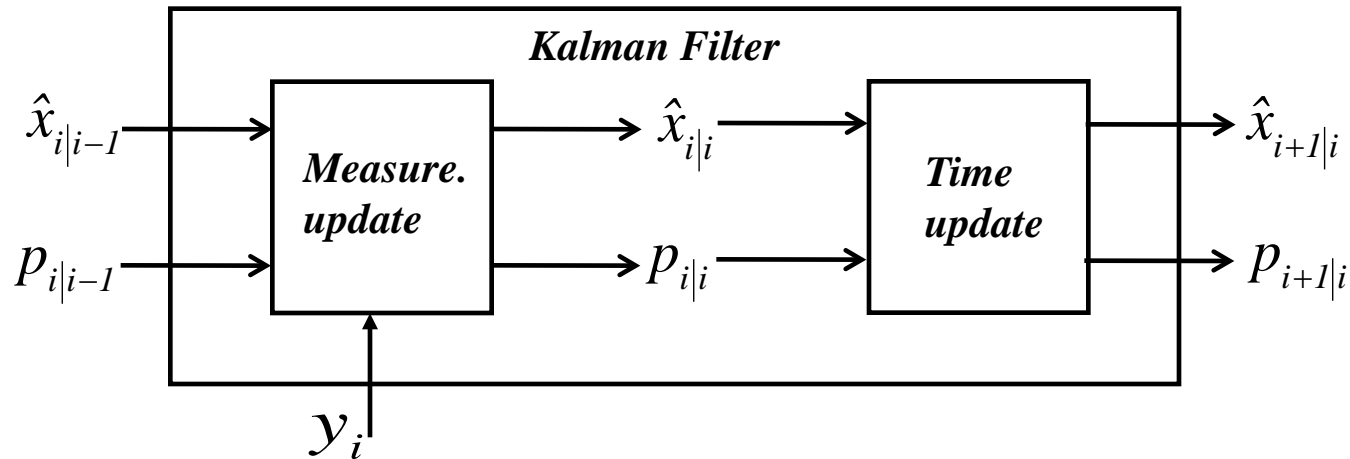 Kalman Filter
x̂_{i|i-1}
Measure.
update
x̂_{i|i}
Time
update
x̂_{i+1|i}
p_{i|i-1}
p_{i|i}
p_{i+1|i}
y_i